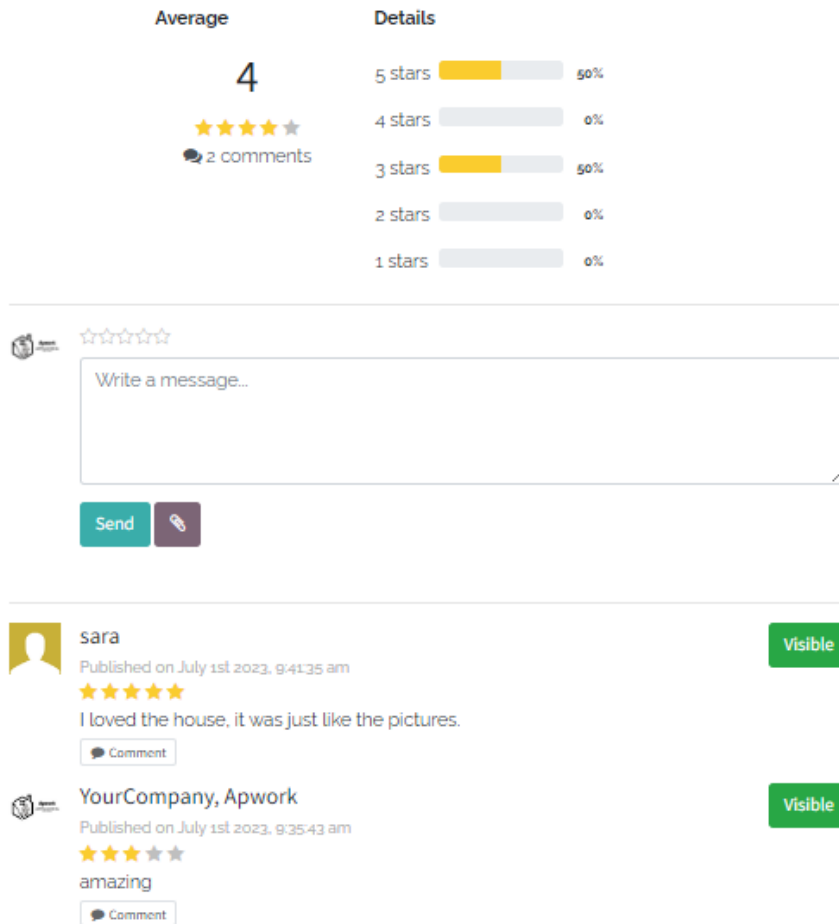 Average
Details
4
5 stars 50%
4 stars 0%
2 comments
3 stars 50%
2 stars 0%
1 stars 0%
Write a message...
Send
sara
Visible
Published on July 1st 2023, 9:41:35 am
I loved the house, it was just like the pictures.
Comment
YourCompany, Apwork
Visible
Published on July 1st 2023, 9:35:43 am
amazing
Comment